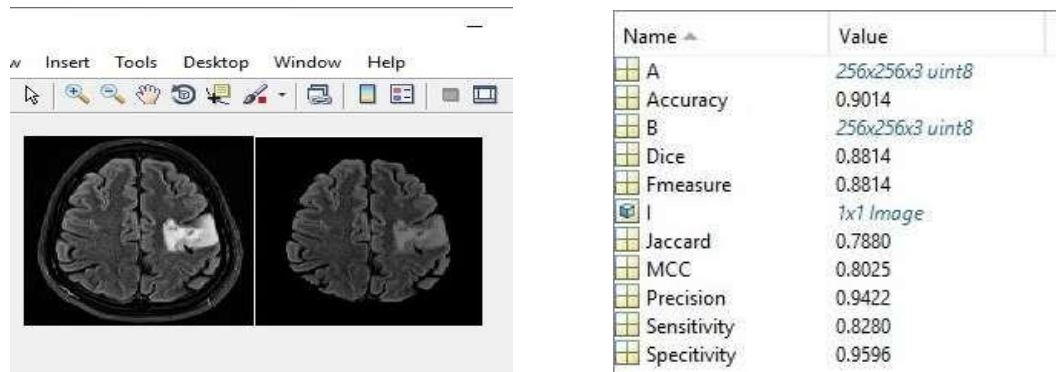 w Insert Tools Desktop Window Help
Name Value
A 256x256x3 uint8
Accuracy 0.9014
B 256x256x3 uint8
Dice 0.8814
Fmeasure 0.8814
I 1x1 Image
Jaccard 0.7880
MCC 0.8025
Precision 0.9422
Sensitivity 0.8280
Specitivity 0.9596